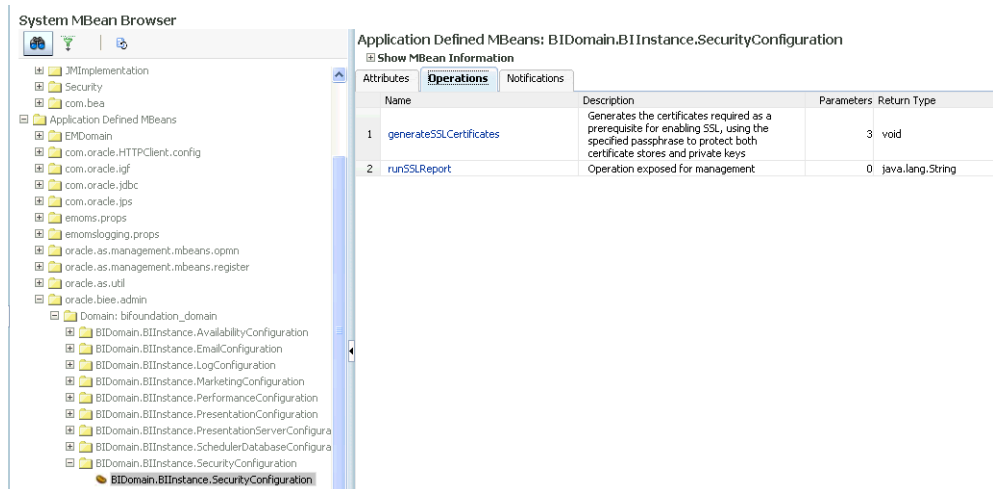 System MBean Browser
JMImplementation
Security
com.bea
Application Defined MBeans
EMDomain
com.oracle.HTTPClient.config
com.oracle.igf
com.oracle.jdbc
com.oracle.jps
emoms.props
emomslogging.props
oracle.as.management.mbeans.opmn
oracle.as.management.mbeans.register
oracle.as.util
oracle.biee.admin
Domain: bifoundation_domain
BIDomain.BIInstance.AvailabilityConfiguration
BIDomain.BIInstance.EmailConfiguration
BIDomain.BIInstance.LogConfiguration
BIDomain.BIInstance.MarketingConfiguration
BIDomain.BIInstance.PerformanceConfiguration
BIDomain.BIInstance.PresentationConfiguration
BIDomain.BIInstance.PresentationServerConfigura
BIDomain.BIInstance.SchedulerDatabaseConfigura
BIDomain.BIInstance.SecurityConfiguration
BIDomain.BIInstance.SecurityConfiguration
Application Defined MBeans: BIDomain.BIInstance.SecurityConfiguration
Show MBean Information
Attributes Operations Notifications
Name Description Parameters Return Type
1 generateSSLCertificates Generates the certificates required as a
prerequisite for enabling SSL, using the
specified passphrase to protect both
certificate stores and private keys 3 void
2 runSSLReport Operation exposed for management 0 java.lang.String